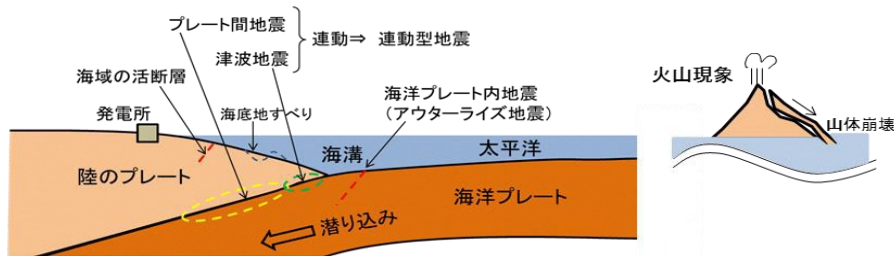 プレート間地震
津波地震
連動⇒ 連動型地震
海域の活断層
発電所
海底地すべり
海洋プレート内地震
(アウターライズ地震)
海溝
太平洋
陸のプレート
海洋プレート
潜り込み
火山現象
山体崩壊